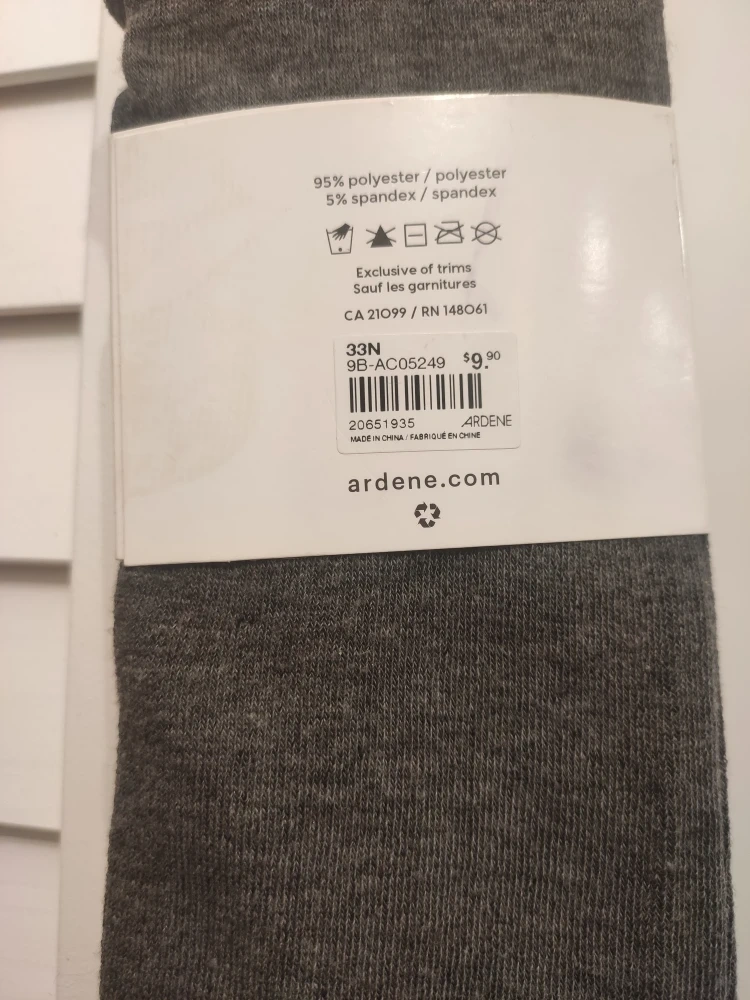 95% polyester / polyester
5% spandex / spandex
Exclusive of trims
Sauf les garnitures
CA 21099 / RN 148061
33N
9B-AC05249 $9.90
20651935 ARDENE
MADE IN CHINA / FABRIQUÉ EN CHINE
ardene.com